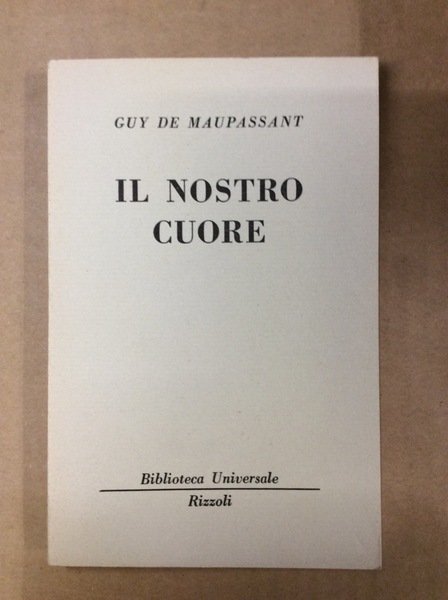 GUY DE MAUPASSANT
IL NOSTRO
CUORE
Biblioteca Universale
Rizzoli